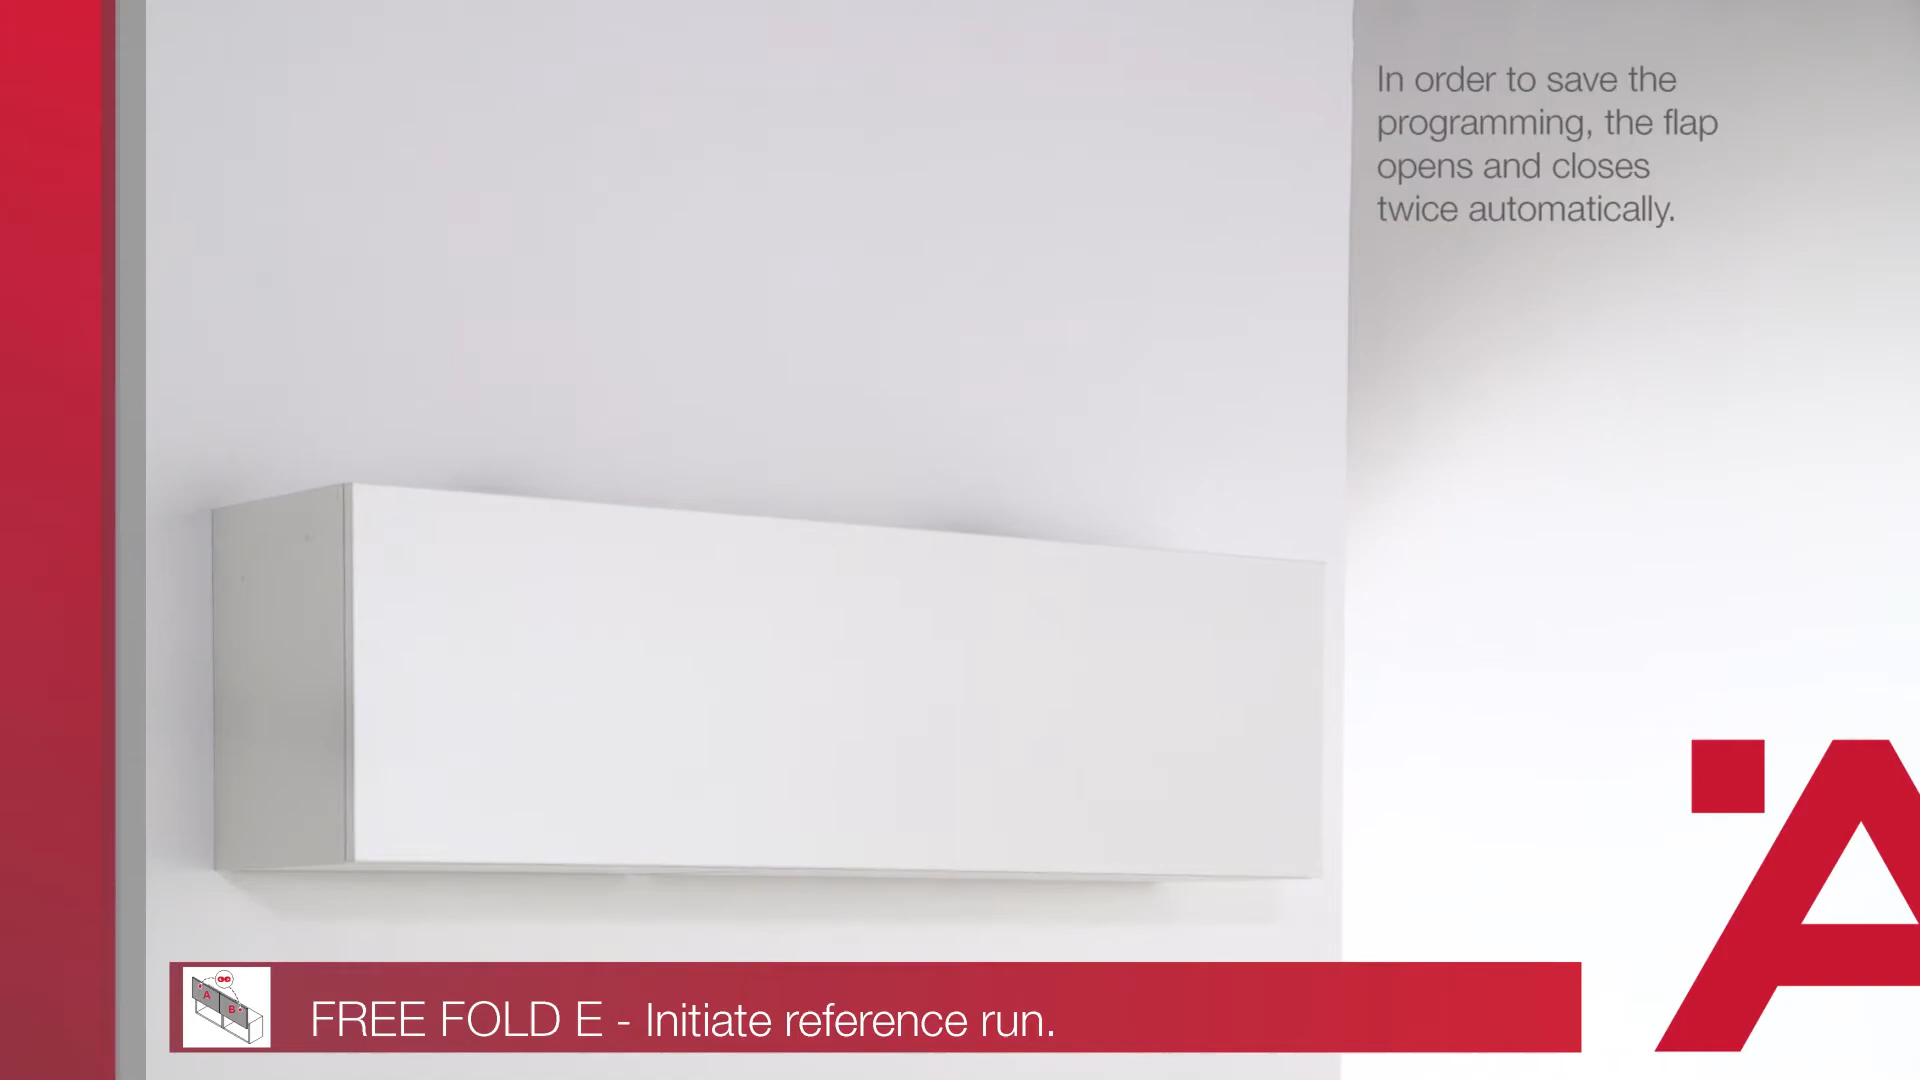 In order to save the
programming, the flap
opens and closes
twice automatically.
A
B
FREE FOLD E - Initiate reference run.